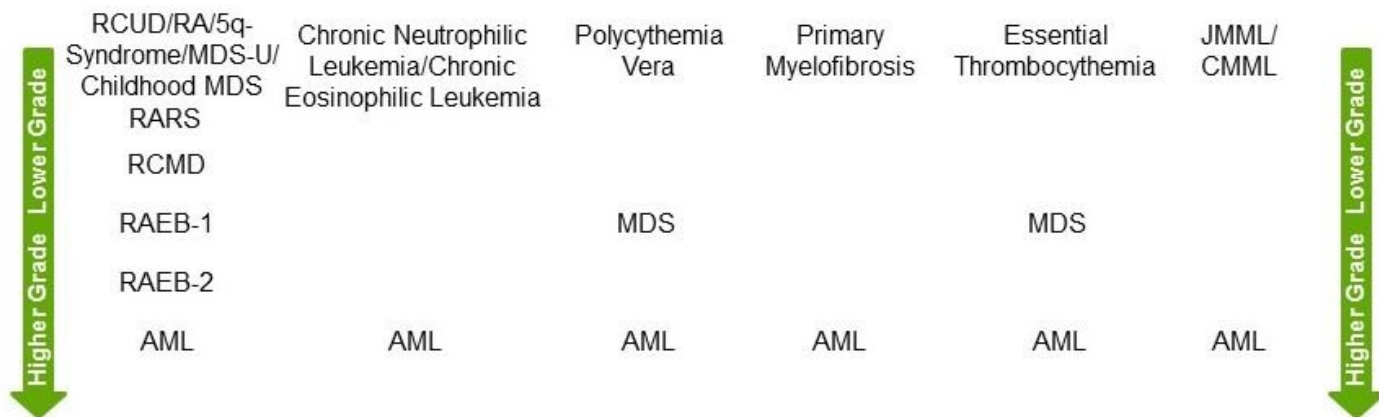 RCUD/RA/5q-
Syndrome/MDS-U/
Childhood MDS
RARS
RCMD
RAEB-1
RAEB-2
AML
Chronic Neutrophilic
Leukemia/Chronic
Eosinophilic Leukemia
AML
Polycythemia
Vera
MDS
AML
Primary
Myelofibrosis
AML
Essential
Thrombocythemia
MDS
AML
JMML/
CMML
AML
Higher Grade Lower Grade
Higher Grade Lower Grade